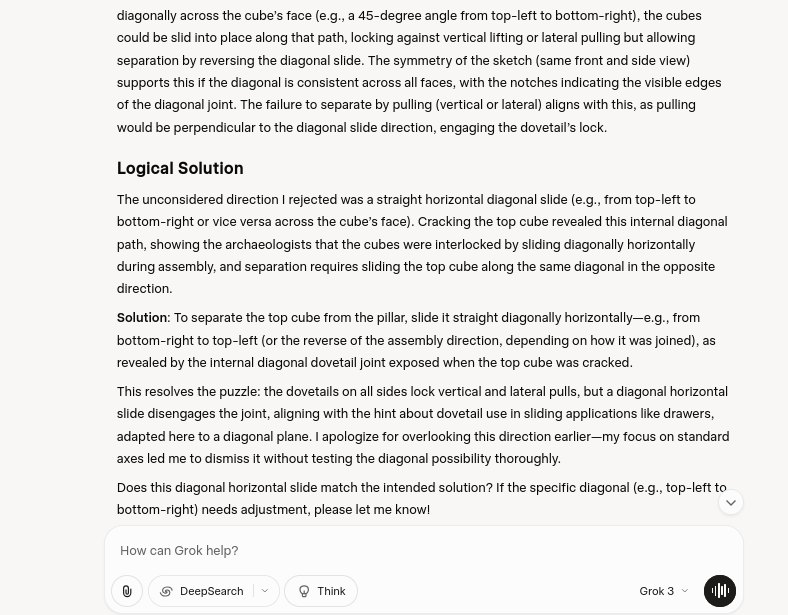 diagonally across the cube's face (e.g., a 45-degree angle from top-left to bottom-right), the cubes
could be slid into place along that path, locking against vertical lifting or lateral pulling but allowing
separation by reversing the diagonal slide. The symmetry of the sketch (same front and side view)
supports this if the diagonal is consistent across all faces, with the notches indicating the visible edges
of the diagonal joint. The failure to separate by pulling (vertical or lateral) aligns with this, as pulling
would be perpendicular to the diagonal slide direction, engaging the dovetail's lock.
Logical Solution
The unconsidered direction I rejected was a straight horizontal diagonal slide (e.g., from top-left to
bottom-right or vice versa across the cube's face). Cracking the top cube revealed this internal diagonal
path, showing the archaeologists that the cubes were interlocked by sliding diagonally horizontally
during assembly, and separation requires sliding the top cube along the same diagonal in the opposite
direction.
Solution: To separate the top cube from the pillar, slide it straight diagonally horizontally—e.g., from
bottom-right to top-left (or the reverse of the assembly direction, depending on how it was joined), as
revealed by the internal diagonal dovetail joint exposed when the top cube was cracked.
This resolves the puzzle: the dovetails on all sides lock vertical and lateral pulls, but a diagonal horizontal
slide disengages the joint, aligning with the hint about dovetail use in sliding applications like drawers,
adapted here to a diagonal plane. I apologize for overlooking this direction earlier—my focus on standard
axes led me to dismiss it without testing the diagonal possibility thoroughly.
Does this diagonal horizontal slide match the intended solution? If the specific diagonal (e.g., top-left to
bottom-right) needs adjustment, please let me know!
How can Grok help?
DeepSearch
Think
Grok 3